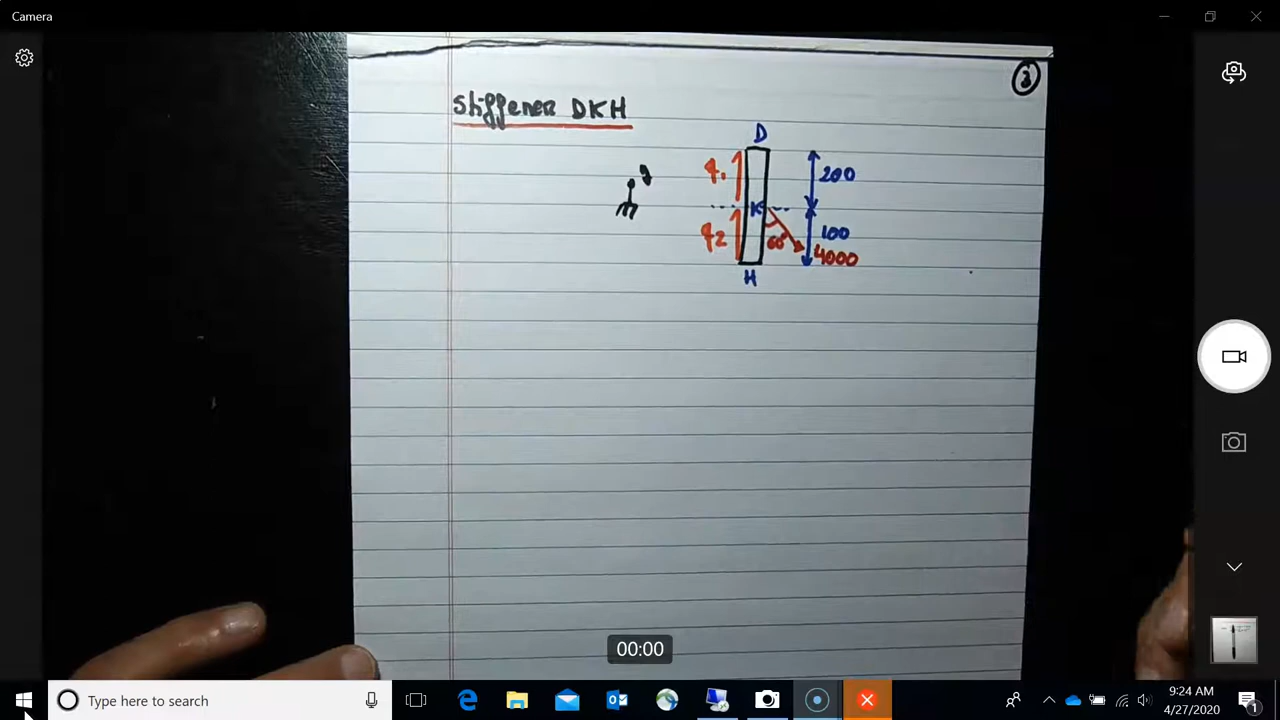 Camera
3
Stiffener DKH
D
q1
200
K
q2
60°
100
4000
H
00:00
Type here to search
9:24 AM
4/27/2020
1